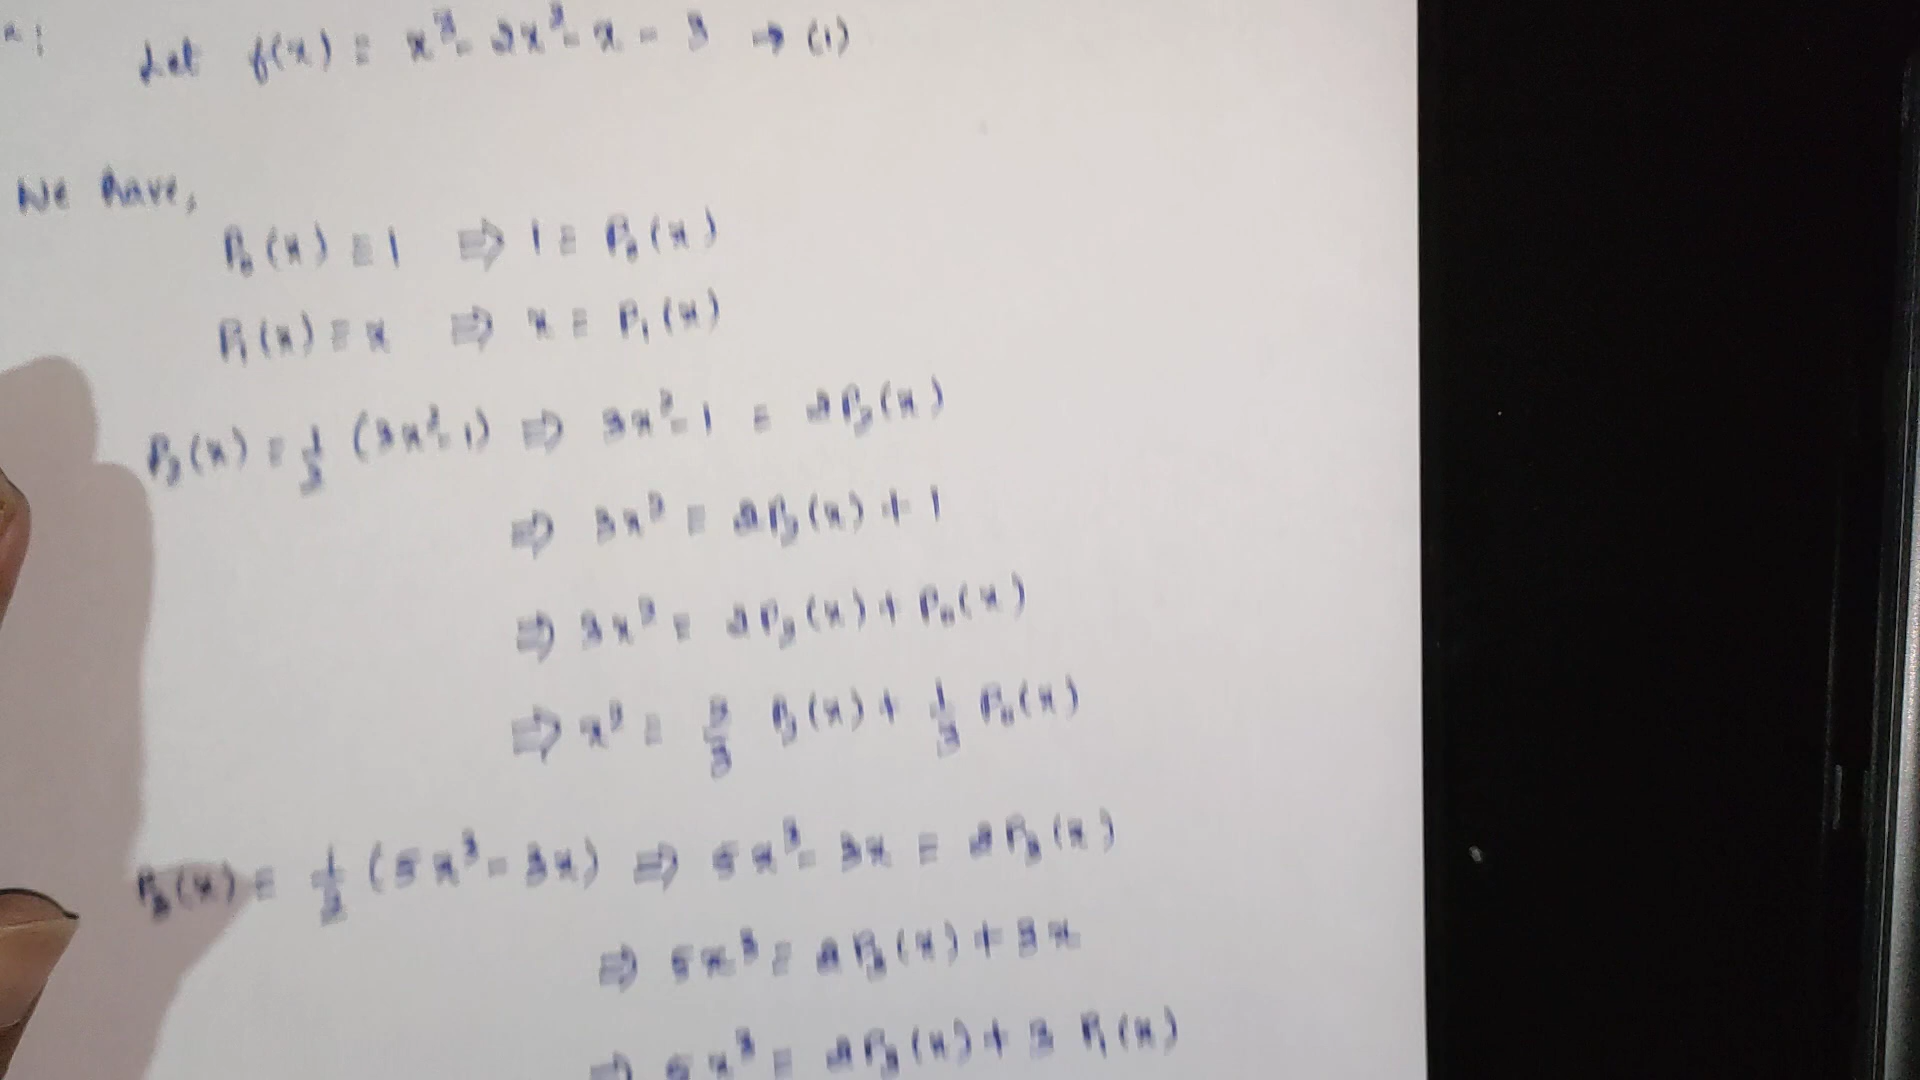 Let f(x) = x³ - 2x² - x - 3 → (1)
We have,
P₀(x) = 1 ⇒ 1 = P₀(x)
P₁(x) = x ⇒ x = P₁(x)
P₂(x) = 1/2 (3x² - 1) ⇒ 3x² - 1 = 2P₂(x)
⇒ 3x² = 2P₂(x) + 1
⇒ 3x² = 2P₂(x) + P₀(x)
⇒ x² = 2/3 P₂(x) + 1/3 P₀(x)
P₃(x) = 1/2 (5x³ - 3x) ⇒ 5x³ - 3x = 2P₃(x)
⇒ 5x³ = 2P₃(x) + 3x
⇒ 5x³ = 2P₃(x) + 3 P₁(x)